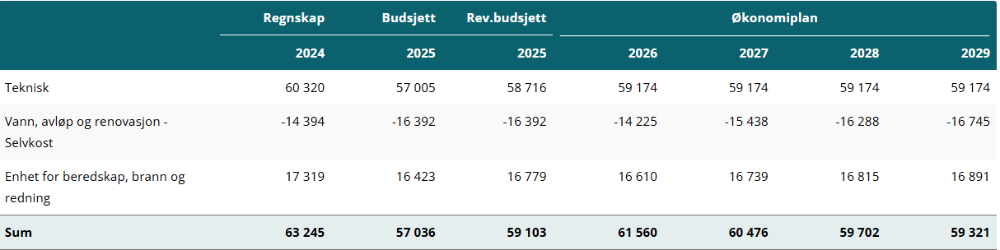 Regnskap Budsjett Rev.budsjett Økonomiplan
2024 2025 2025 2026 2027 2028 2029
Teknisk 60 320 57 005 58 716 59 174 59 174 59 174 59 174
Vann, avløp og renovasjon - -14 394 -16 392 -16 392 -14 225 -15 438 -16 288 -16 745
Selvkost
Enhet for beredskap, brann og 17 319 16 423 16 779 16 610 16 739 16 815 16 891
redning
Sum 63 245 57 036 59 103 61 560 60 476 59 702 59 321